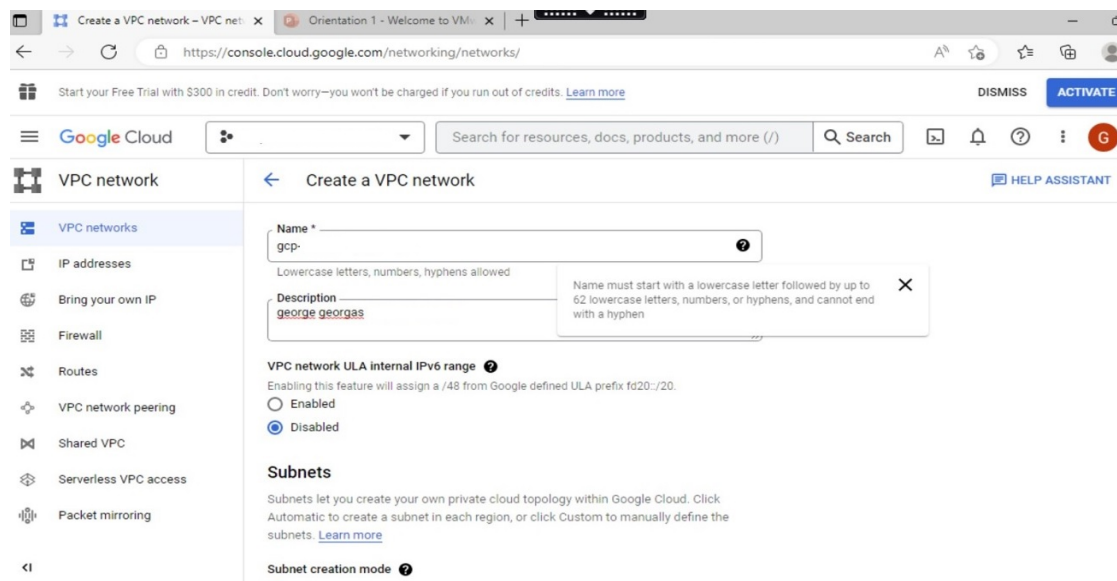 Create a VPC network – VPC net
Orientation 1 - Welcome to VM
https://console.cloud.google.com/networking/networks/
Start your Free Trial with $300 in credit. Don't worry—you won't be charged if you run out of credits. Learn more
DISMISS
ACTIVATE
Google Cloud
Search for resources, docs, products, and more (/)
Search
G
VPC network
Create a VPC network
HELP ASSISTANT
VPC networks
IP addresses
Bring your own IP
Firewall
Routes
VPC network peering
Shared VPC
Serverless VPC access
Packet mirroring
Name *
gcp-
Lowercase letters, numbers, hyphens allowed
Name must start with a lowercase letter followed by up to
62 lowercase letters, numbers, or hyphens, and cannot end
with a hyphen
Description
george georgas
VPC network ULA internal IPv6 range
Enabling this feature will assign a /48 from Google defined ULA prefix fd20::/20.
Enabled
Disabled
Subnets
Subnets let you create your own private cloud topology within Google Cloud. Click
Automatic to create a subnet in each region, or click Custom to manually define the
subnets. Learn more
Subnet creation mode